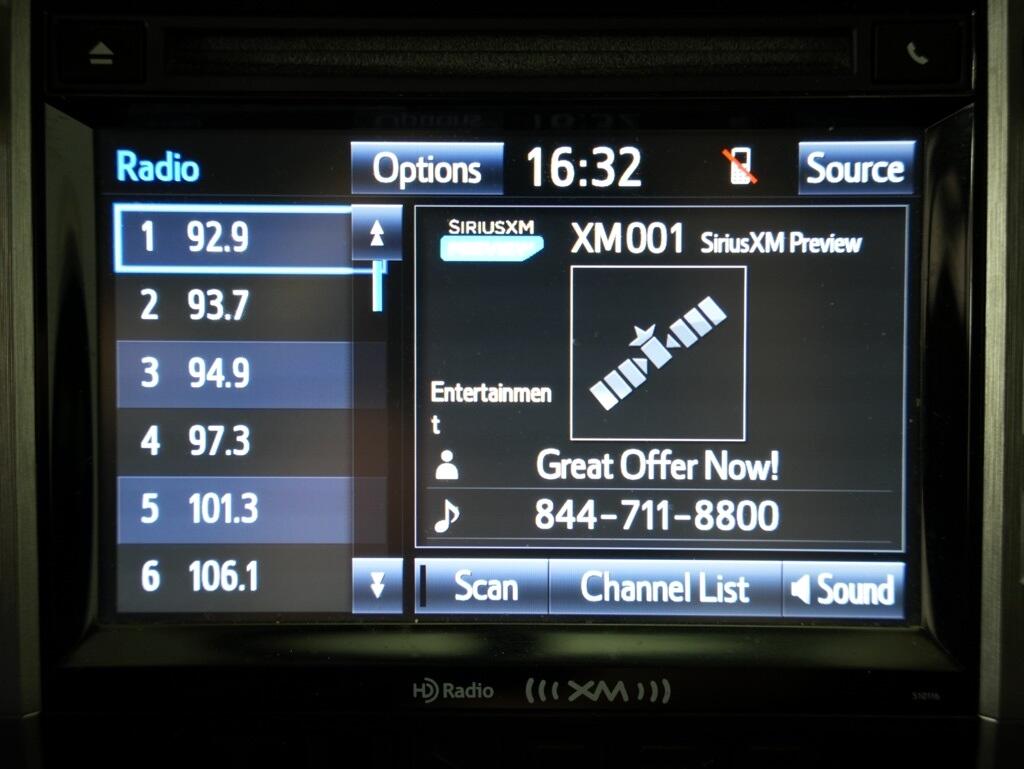 Radio
Options
16:32
Source
1 92.9
2 93.7
3 94.9
4 97.3
5 101.3
6 106.1
SIRIUSXM
XM001 SiriusXM Preview
Entertainmen
t
Great Offer Now!
844-711-8800
Scan
Channel List
Sound
HD Radio
XM